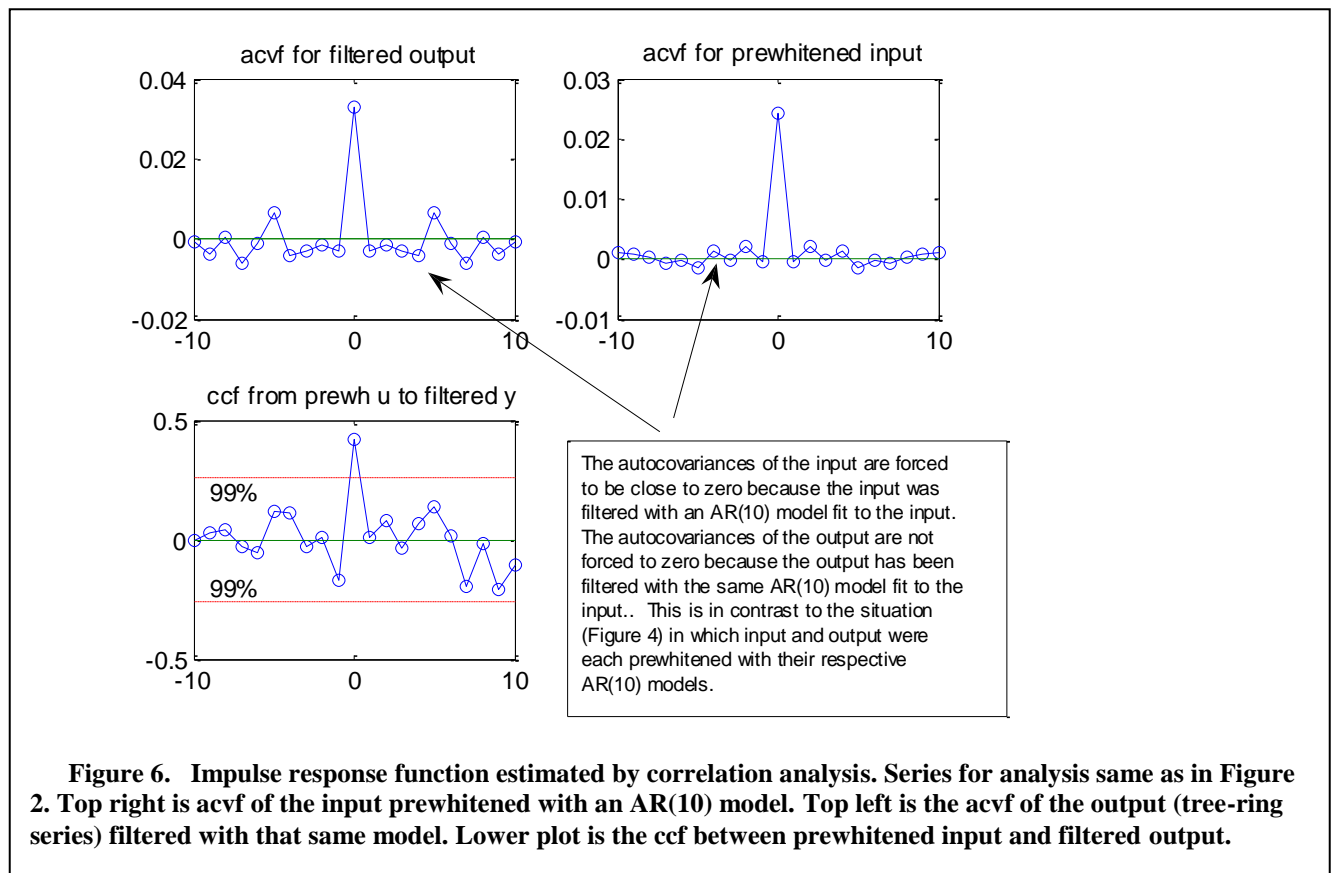 acvf for filtered output
0.04
0.02
0
-0.02
-10
0
10
acvf for prewhitened input
0.03
0.02
0.01
0
-0.01
-10
0
10
ccf from prewh u to filtered y
0.5
0
-0.5
99%
99%
-10
0
10
The autocovariances of the input are forced
to be close to zero because the input was
filtered with an AR(10) model fit to the input.
The autocovariances of the output are not
forced to zero because the output has been
filtered with the same AR(10) model fit to the
input.. This is in contrast to the situation
(Figure 4) in which input and output were
each prewhitened with their respective
AR(10) models.
Figure 6. Impulse response function estimated by correlation analysis. Series for analysis same as in Figure
2. Top right is acvf of the input prewhitened with an AR(10) model. Top left is the acvf of the output (tree-ring
series) filtered with that same model. Lower plot is the ccf between prewhitened input and filtered output.